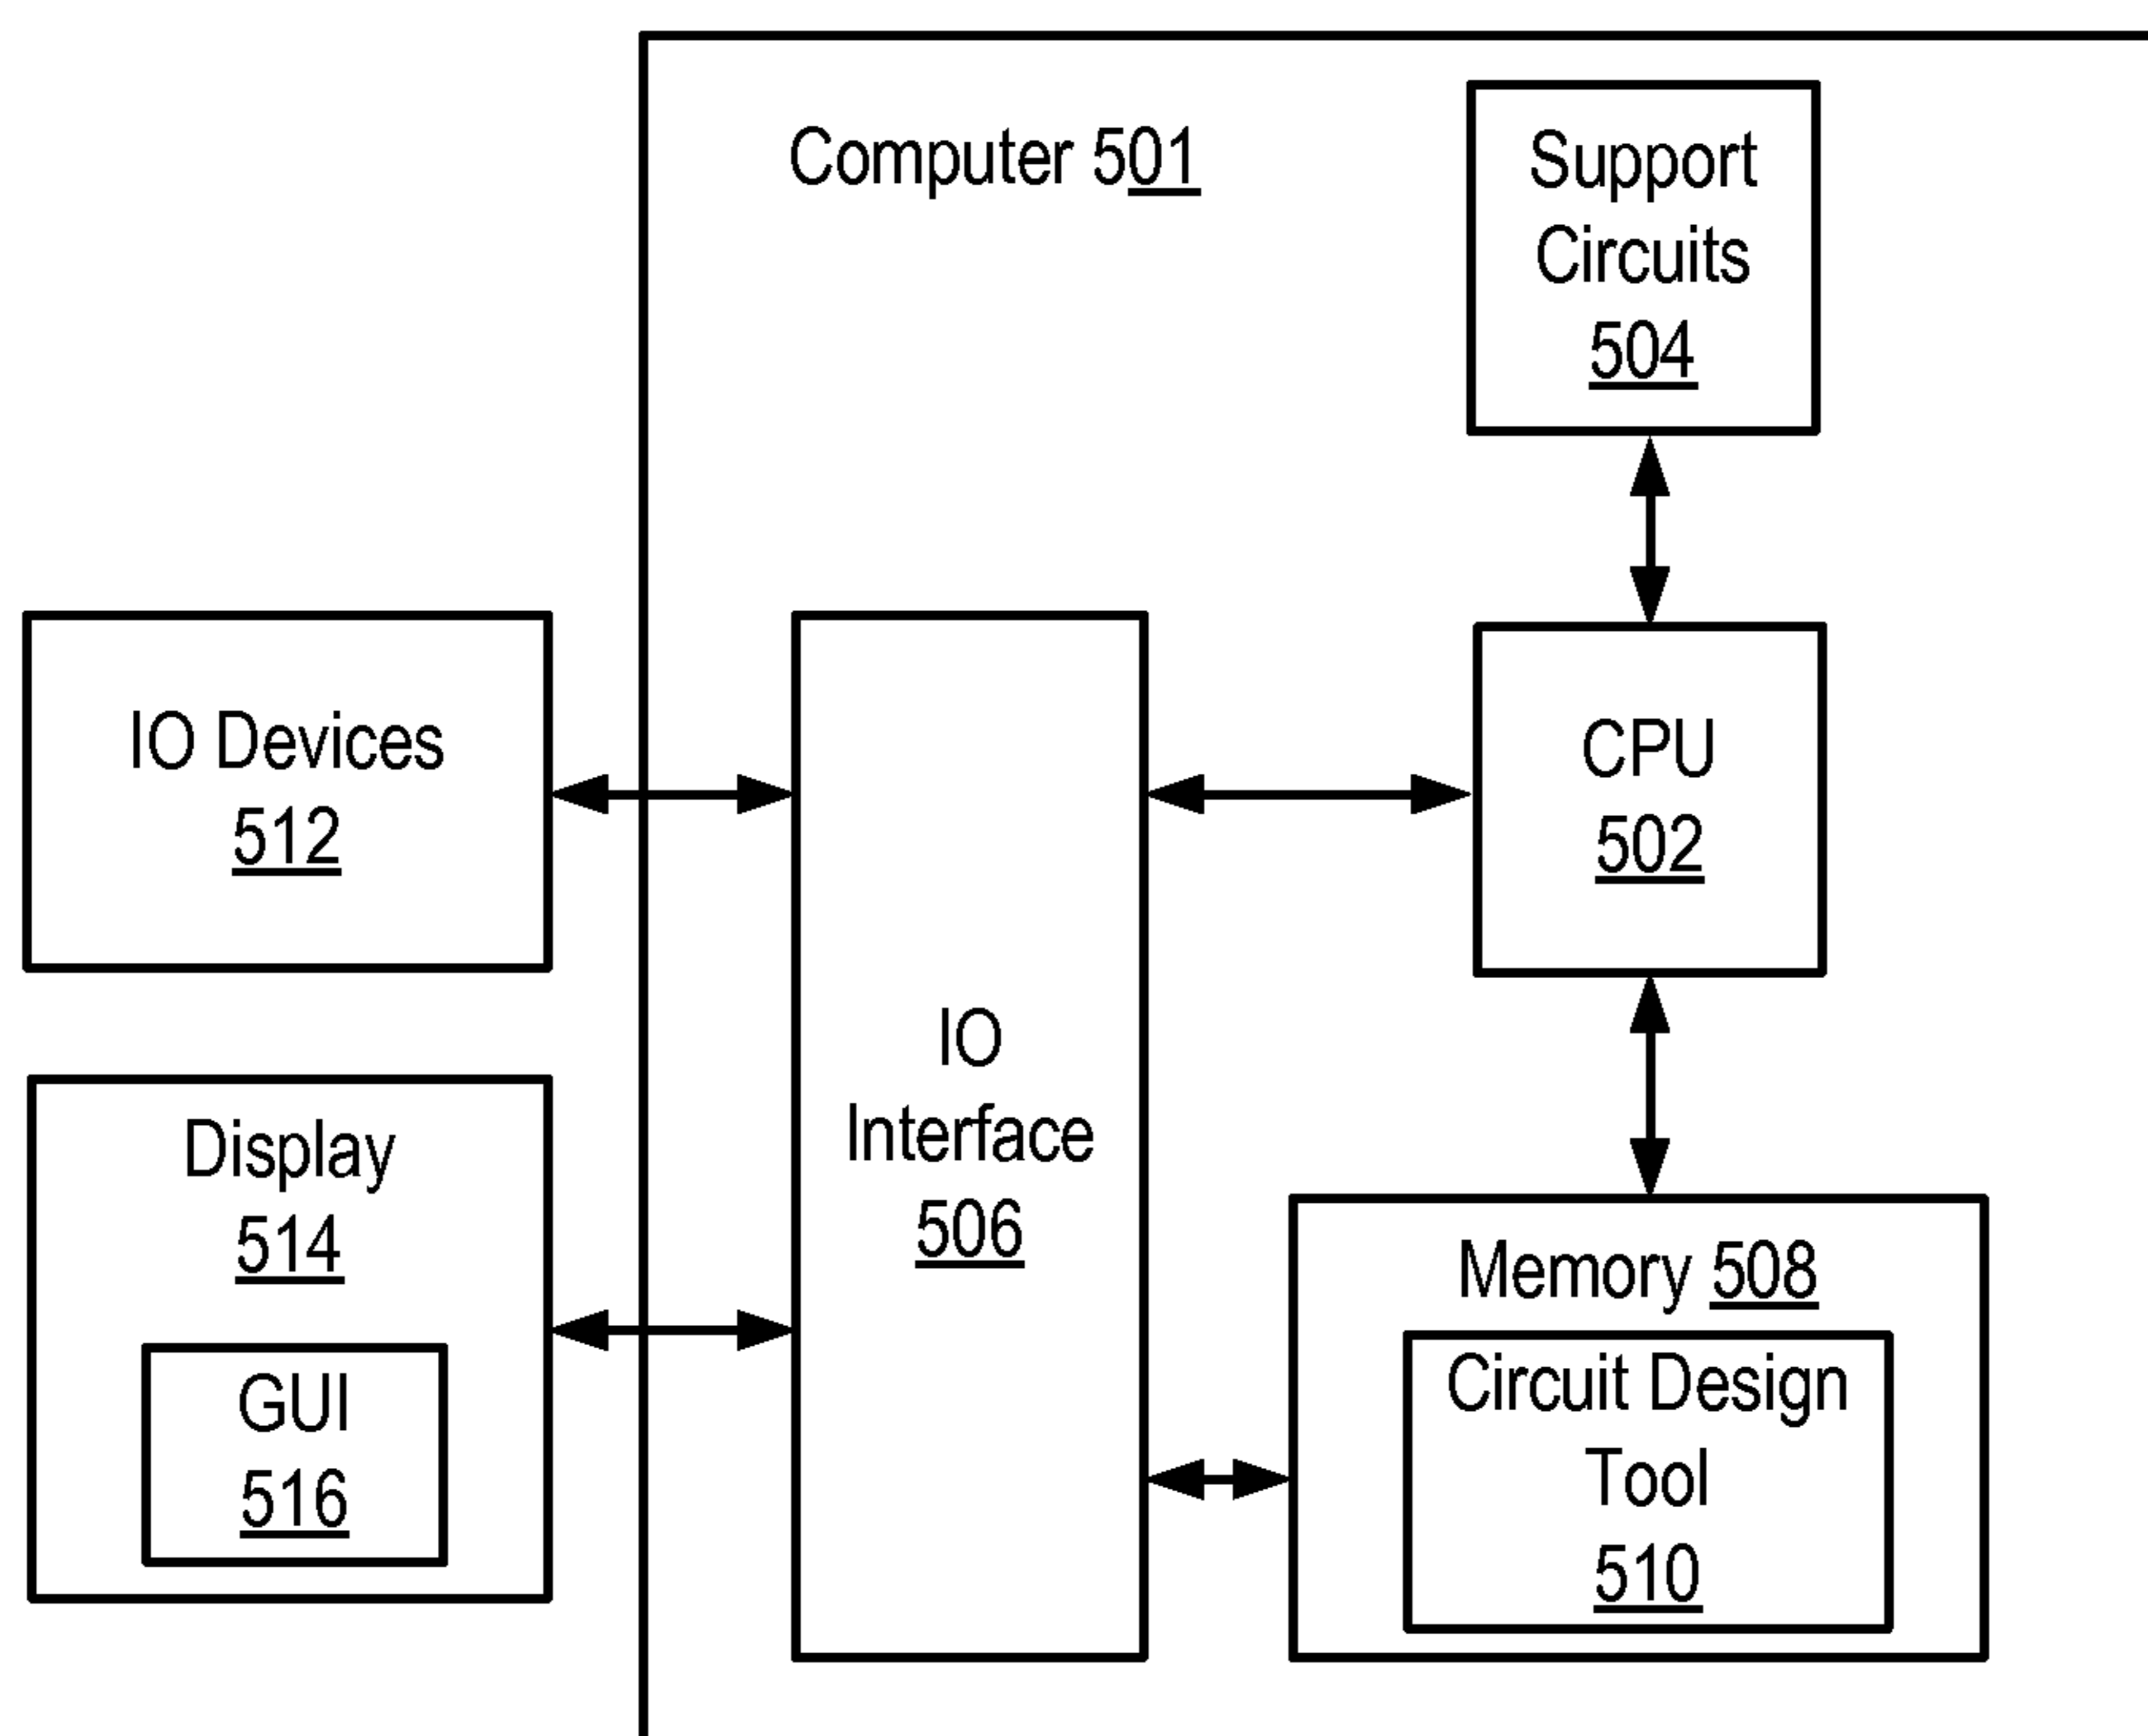 Computer 501
Support
Circuits
504
IO Devices
512
CPU
502
IO
Interface
506
Display
514
GUI
516
Memory 508
Circuit Design
Tool
510